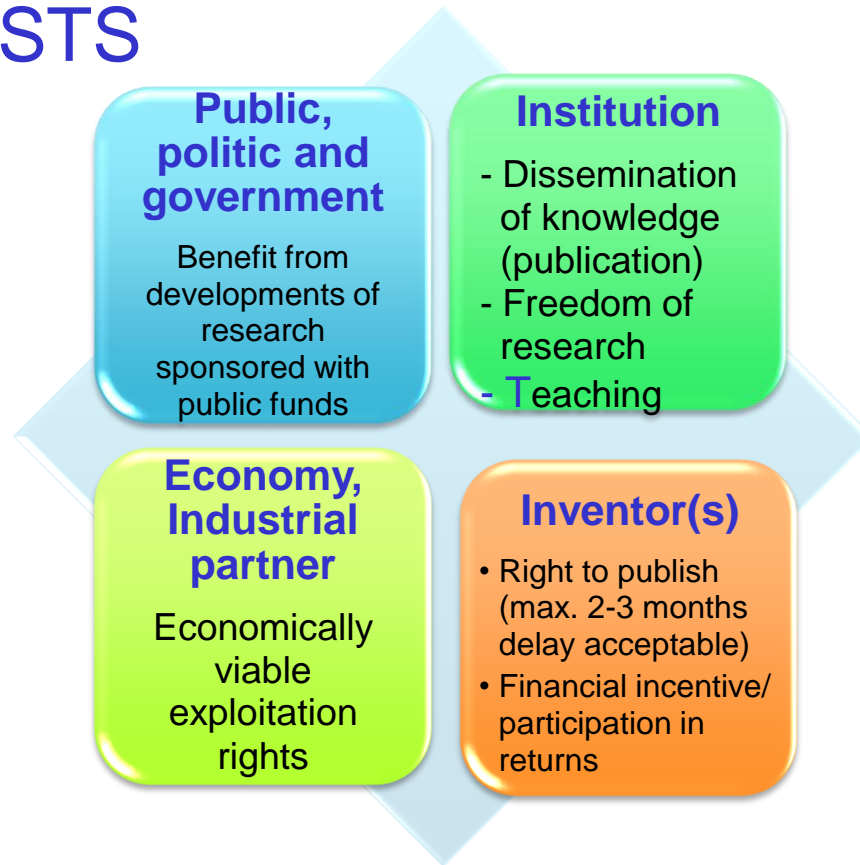 STS
Public,
politic and
government
Benefit from
developments of
research
sponsored with
public funds
Institution
- Dissemination
of knowledge
(publication)
- Freedom of
research
- Teaching
Economy,
Industrial
partner
Economically
viable
exploitation
rights
Inventor(s)
• Right to publish
(max. 2-3 months
delay acceptable)
• Financial incentive/
participation in
returns